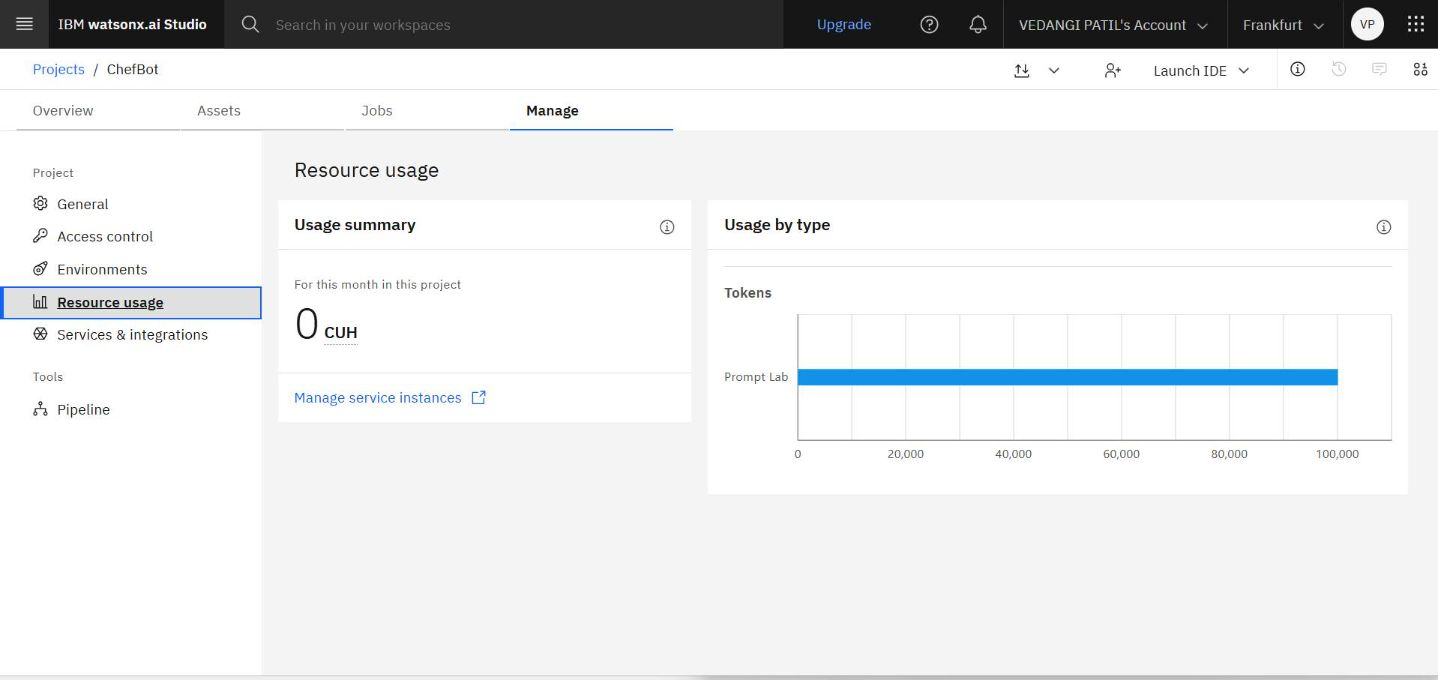 IBM watsonx.ai Studio
Search in your workspaces
Upgrade
VEDANGI PATIL's Account
Frankfurt
VP
Projects / ChefBot
Launch IDE
Overview
Assets
Jobs
Manage
Project
General
Access control
Environments
Resource usage
Services & integrations
Tools
Pipeline
Resource usage
Usage summary
For this month in this project
0 CUH
Manage service instances
Usage by type
Tokens
Prompt Lab
0 20,000 40,000 60,000 80,000 100,000